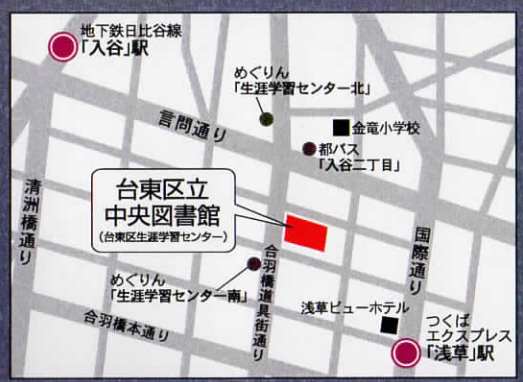 地下鉄日比谷線
「入谷」駅
めぐりん
「生涯学習センター北」
言問通り
金竜小学校
都バス
「入谷二丁目」
台東区立
中央図書館
(台東区生涯学習センター)
清洲橋通り
国際通り
合羽橋道具街通り
めぐりん
「生涯学習センター南」
合羽橋本通り
浅草ビューホテル
つくば
エクスプレス
「浅草」駅